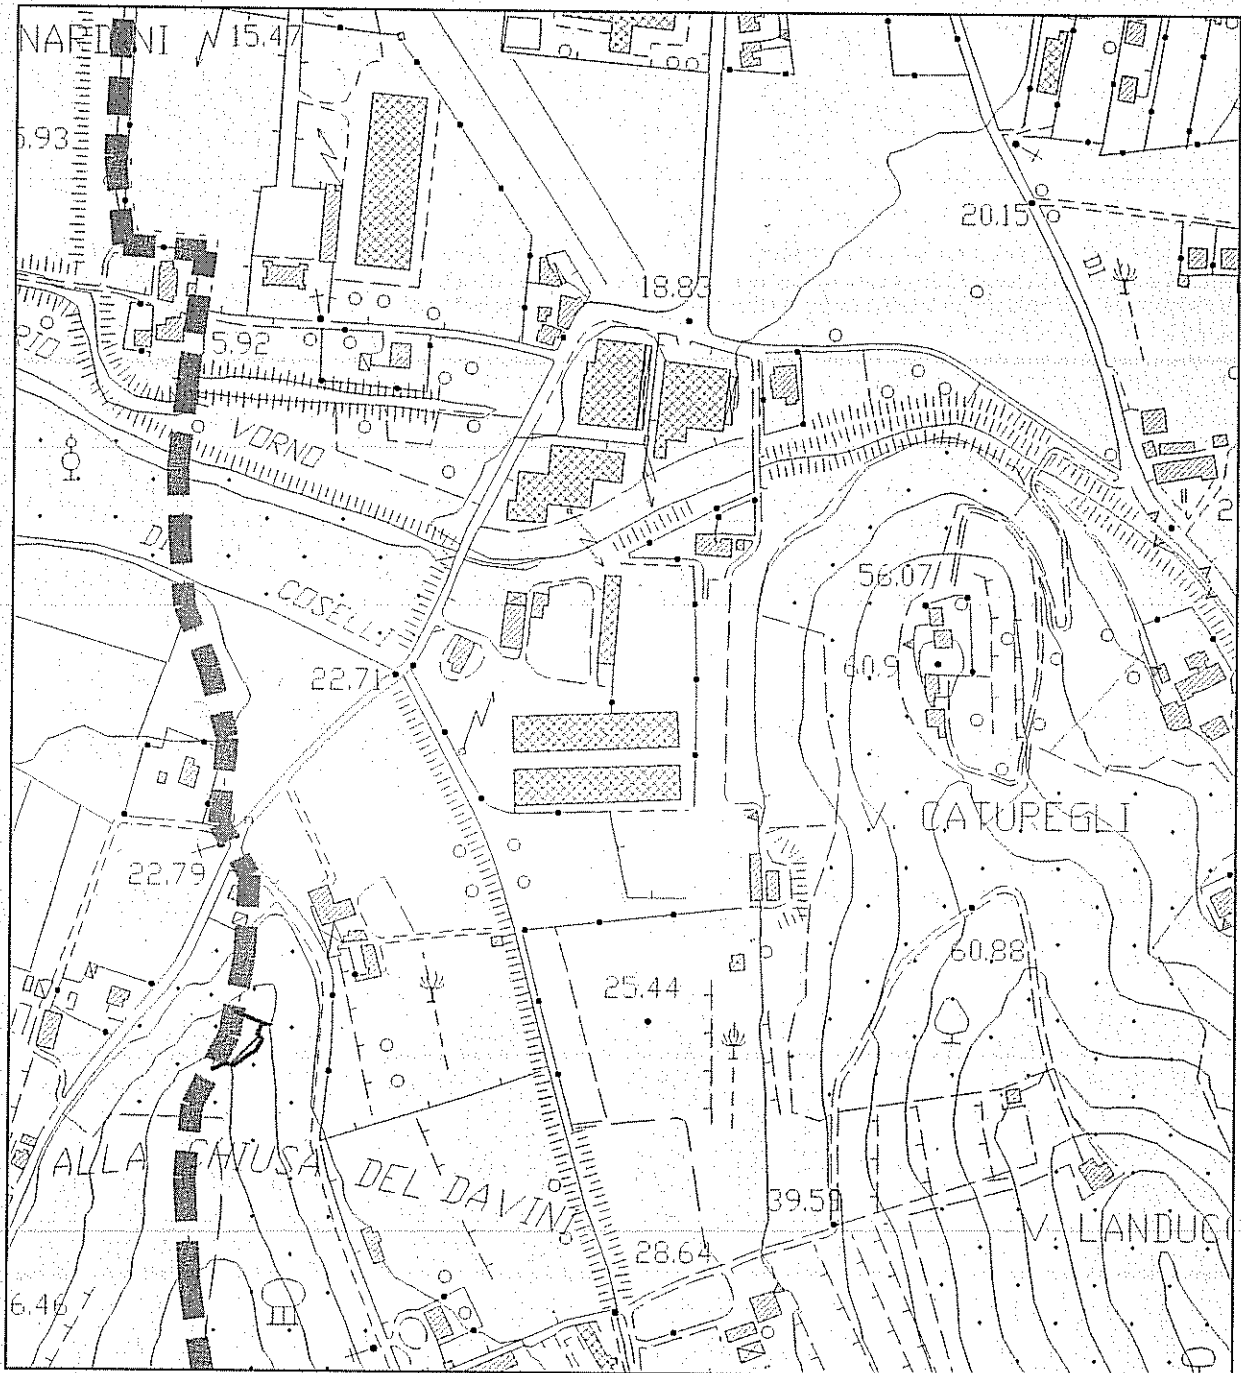 NARDINI
15.47
5.93
20.15
DI
18.83
5.92
RIO
VORNO
2
DI
COSELLI
56.07
60.9
22.71
V. CATUREGLI
22.79
60.88
25.44
ALLA CHIUSA DEL DAVINI
39.50
28.64
V. LANDUCC
6.46